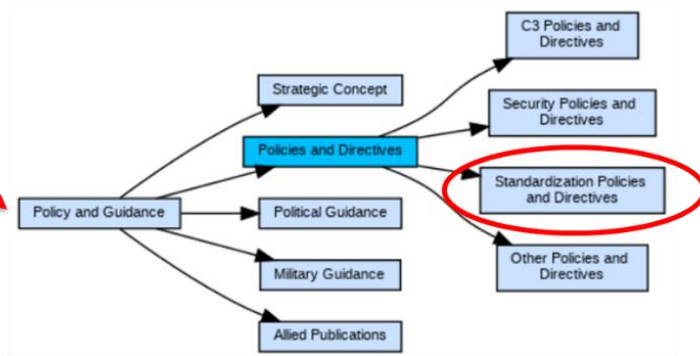 C3 Policies and
Directives
Strategic Concept
Security Policies and
Directives
Policies and Directives
Standardization Policies
and Directives
Policy and Guidance
Political Guidance
Other Policies and
Directives
Military Guidance
Allied Publications